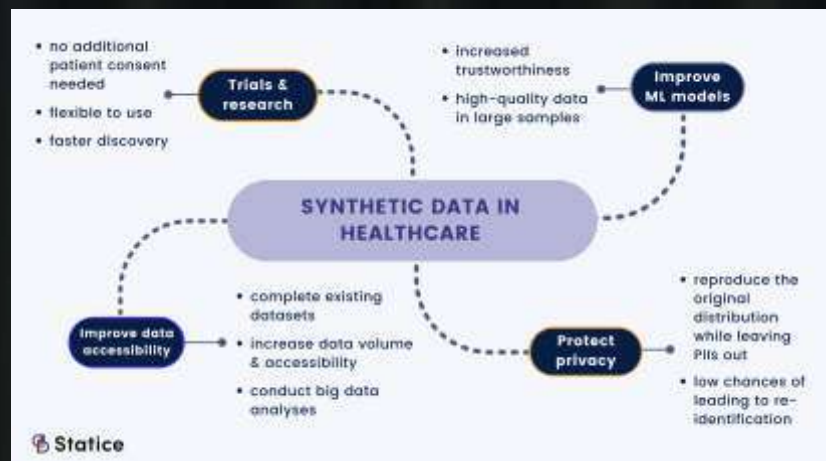 no additional
patient consent
needed
flexible to use
faster discovery
Trials &
research
increased
trustworthiness
high-quality data
in large samples
Improve
ML models
SYNTHETIC DATA IN
HEALTHCARE
Improve data
accessibility
complete existing
datasets
increase data volume
& accessibility
conduct big data
analyses
Protect
privacy
reproduce the
original
distribution
while leaving
PIIs out
low chances of
leading to re-
identification
Statice